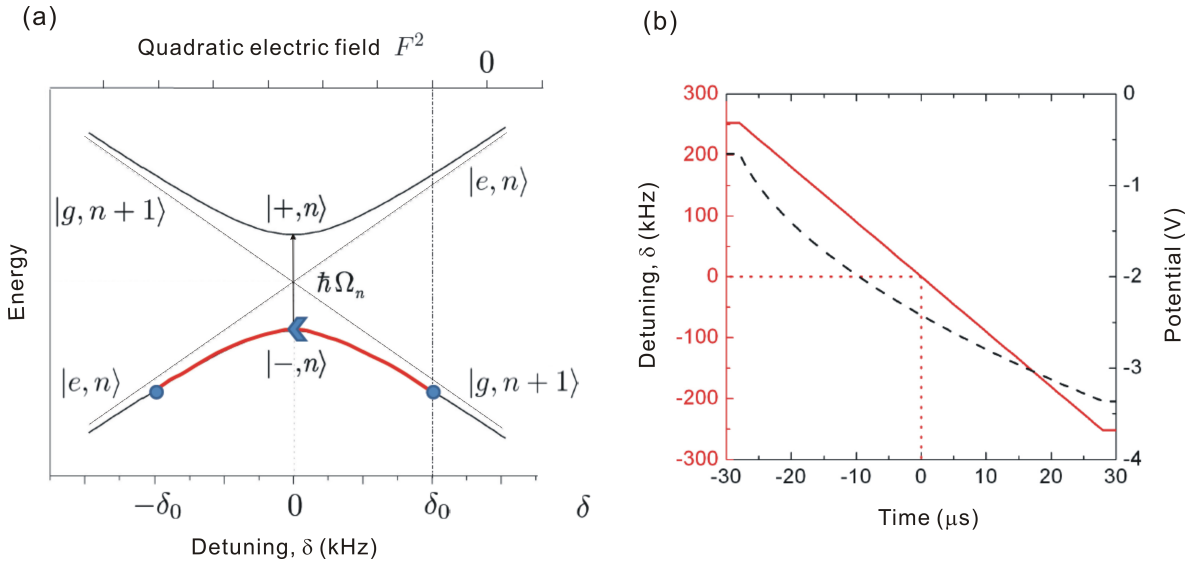 (a)
Quadratic electric field F²
0
|g, n + 1⟩
|+, n⟩
|e, n⟩
ħΩₙ
|e, n⟩
|−, n⟩
|g, n + 1⟩
Energy
−δ₀
0
δ₀
δ
Detuning, δ (kHz)
(b)
300
200
100
0
-100
-200
-300
Detuning, δ (kHz)
0
-1
-2
-3
-4
Potential (V)
-30 -20 -10 0 10 20 30
Time (μs)